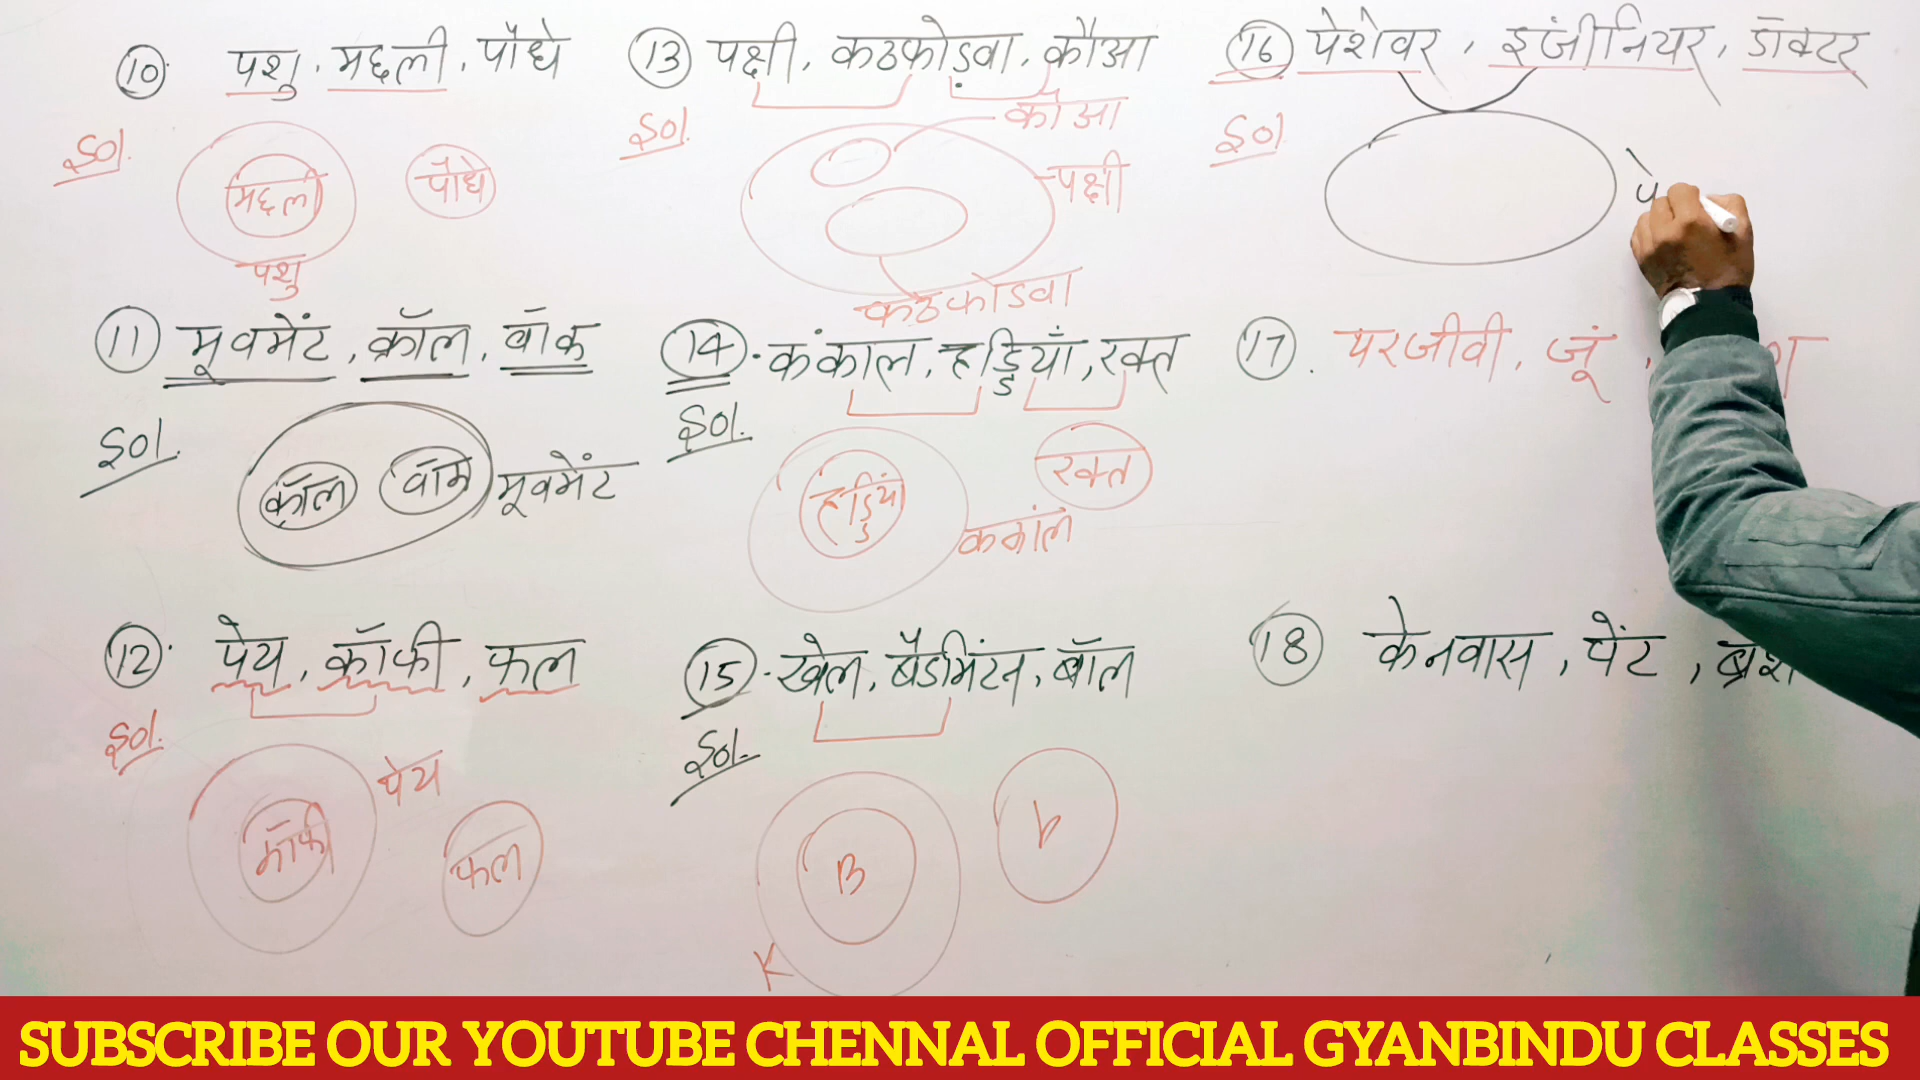 10. पशु, मछली, पौधे
Sol.
मछली
पौधे
पशु
11 मूवमेंट, क्रॉल, वॉक
Sol.
क्रॉल
वॉक
मूवमेंट
12. पेय, कॉफी, फल
Sol.
पेय
कॉफी
फल
13 पक्षी, कठफोड़वा, कौआ
Sol.
कौआ
पक्षी
कठफोडवा
14. कंकाल, हड्डियाँ, रक्त
Sol.
हड्डियां
रक्त
15. खेल, बैडमिंटन, बॉल
Sol.
B
b
K
16 पेशेवर, इंजीनियर, डॉक्टर
Sol
पे
17. परजीवी, जूं,
18 केनवास, पेंट, ब्रश
SUBSCRIBE OUR YOUTUBE CHENNAL OFFICIAL GYANBINDU CLASSES